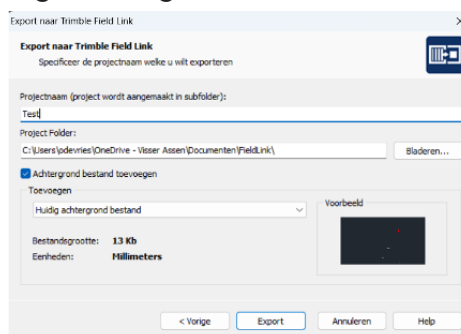 Export naar Trimble Field Link
Export naar Trimble Field Link
Specificeer de projectnaam welke u wilt exporteren
Projectnaam (project wordt aangemaakt in subfolder):
Test
Project Folder:
C:\Users\pdevries\OneDrive - Visser Assen\Documenten\FieldLink\
Bladeren...
Achtergrond bestand toevoegen
Toevoegen
Huidig achtergrond bestand
Voorbeeld
Bestandsgrootte: 13 Kb
Eenheden: Millimeters
< Vorige Export Annuleren Help